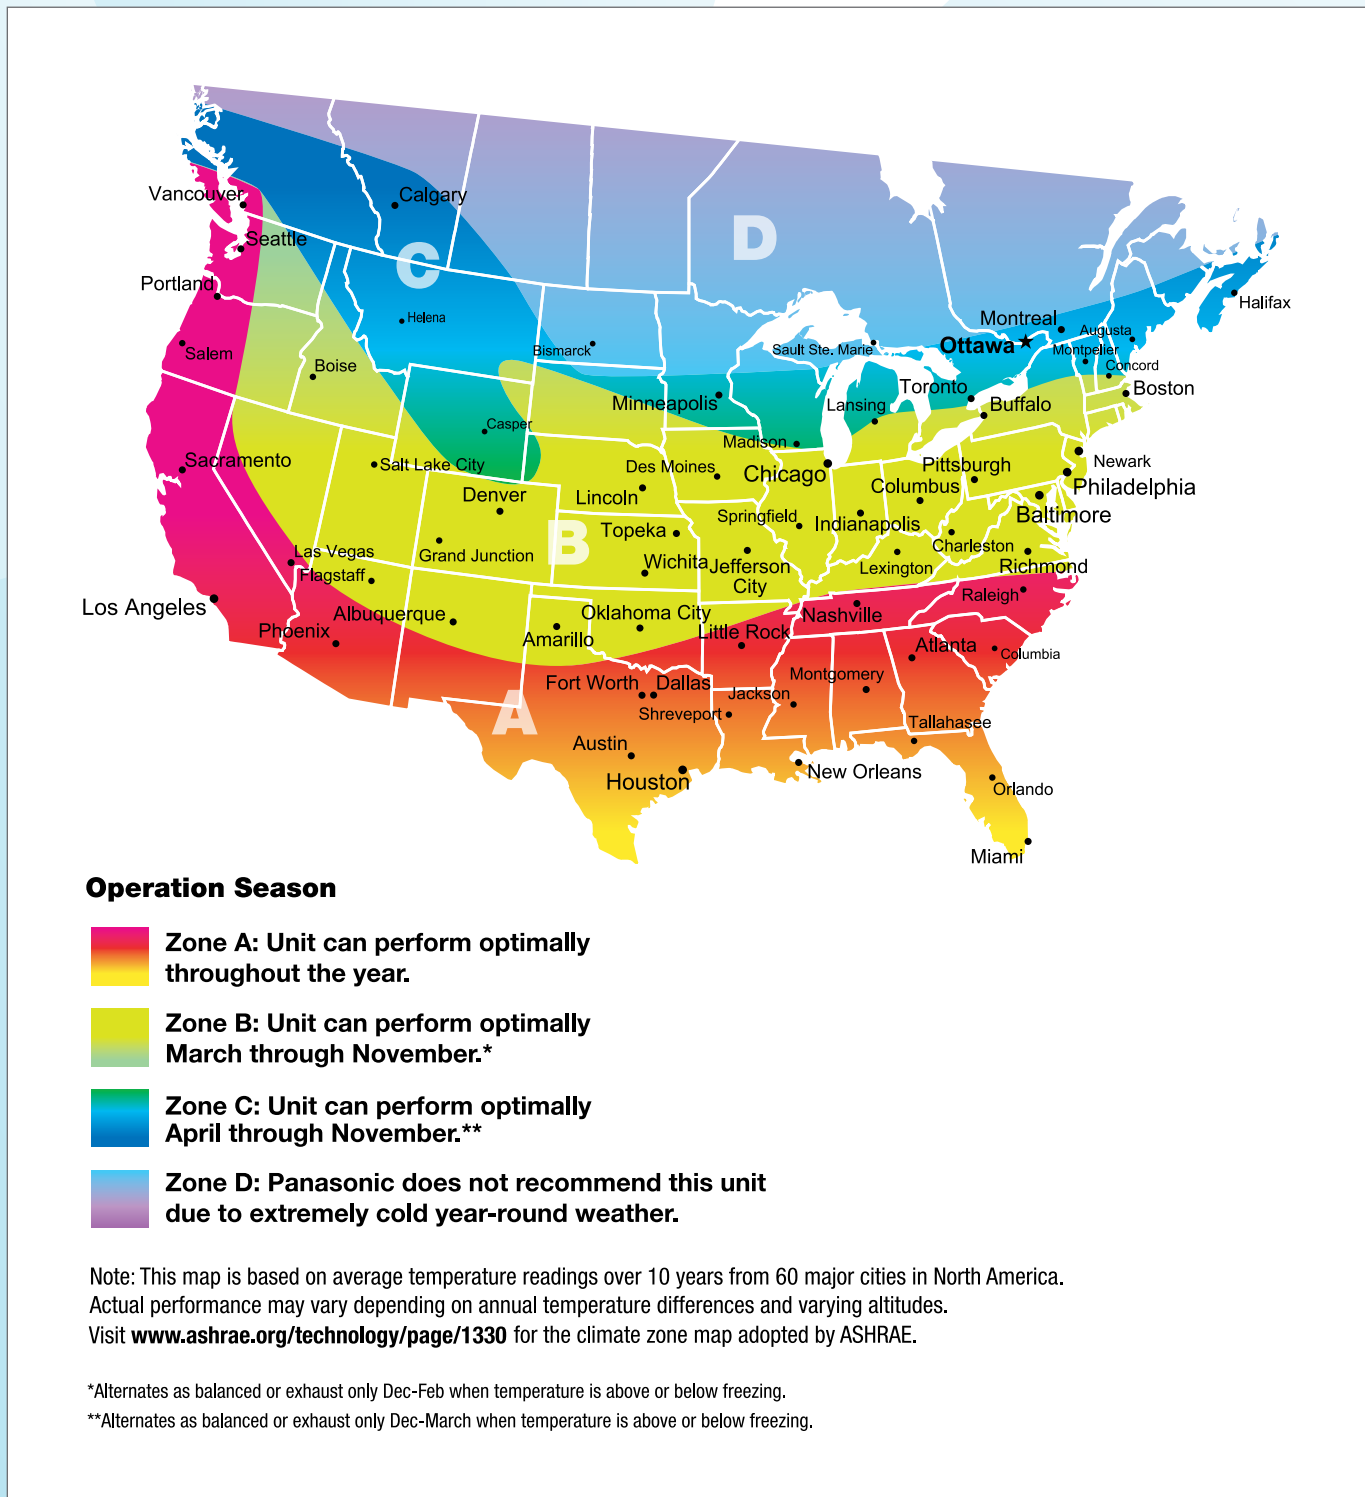 Vancouver
Calgary
C
D
Seattle
Portland
Helena
Halifax
Montreal
Augusta
Salem
Bismarck
Sault Ste. Marie
Ottawa
Montpelier
Boise
Concord
Toronto
Boston
Minneapolis
Lansing
Buffalo
Casper
Madison
Sacramento
Salt Lake City
Des Moines
Chicago
Pittsburgh
Newark
Denver
Lincoln
Columbus
Philadelphia
Springfield
Indianapolis
Baltimore
B
Topeka
Las Vegas
Grand Junction
Wichita
Jefferson
City
Lexington
Charleston
Richmond
Flagstaff
Los Angeles
Albuquerque
Oklahoma City
Nashville
Raleigh
Phoenix
Amarillo
Little Rock
Atlanta
Columbia
Fort Worth
Dallas
Jackson
Montgomery
A
Shreveport
Tallahasee
Austin
Houston
New Orleans
Orlando
Miami
Operation Season
Zone A: Unit can perform optimally
throughout the year.
Zone B: Unit can perform optimally
March through November.*
Zone C: Unit can perform optimally
April through November.**
Zone D: Panasonic does not recommend this unit
due to extremely cold year-round weather.
Note: This map is based on average temperature readings over 10 years from 60 major cities in North America.
Actual performance may vary depending on annual temperature differences and varying altitudes.
Visit www.ashrae.org/technology/page/1330 for the climate zone map adopted by ASHRAE.
*Alternates as balanced or exhaust only Dec-Feb when temperature is above or below freezing.
**Alternates as balanced or exhaust only Dec-March when temperature is above or below freezing.